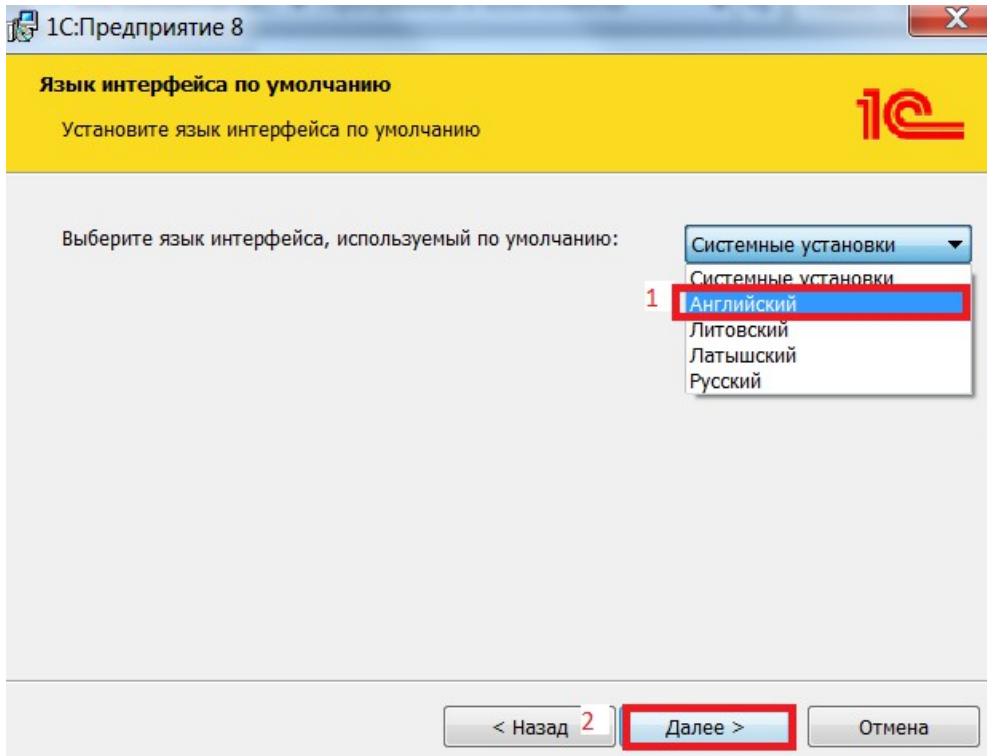 1С:Предприятие 8
Язык интерфейса по умолчанию
Установите язык интерфейса по умолчанию
1С
Выберите язык интерфейса, используемый по умолчанию:
Системные установки
Системные установки
1 Английский
Литовский
Латышский
Русский
< Назад 2 Далее > Отмена